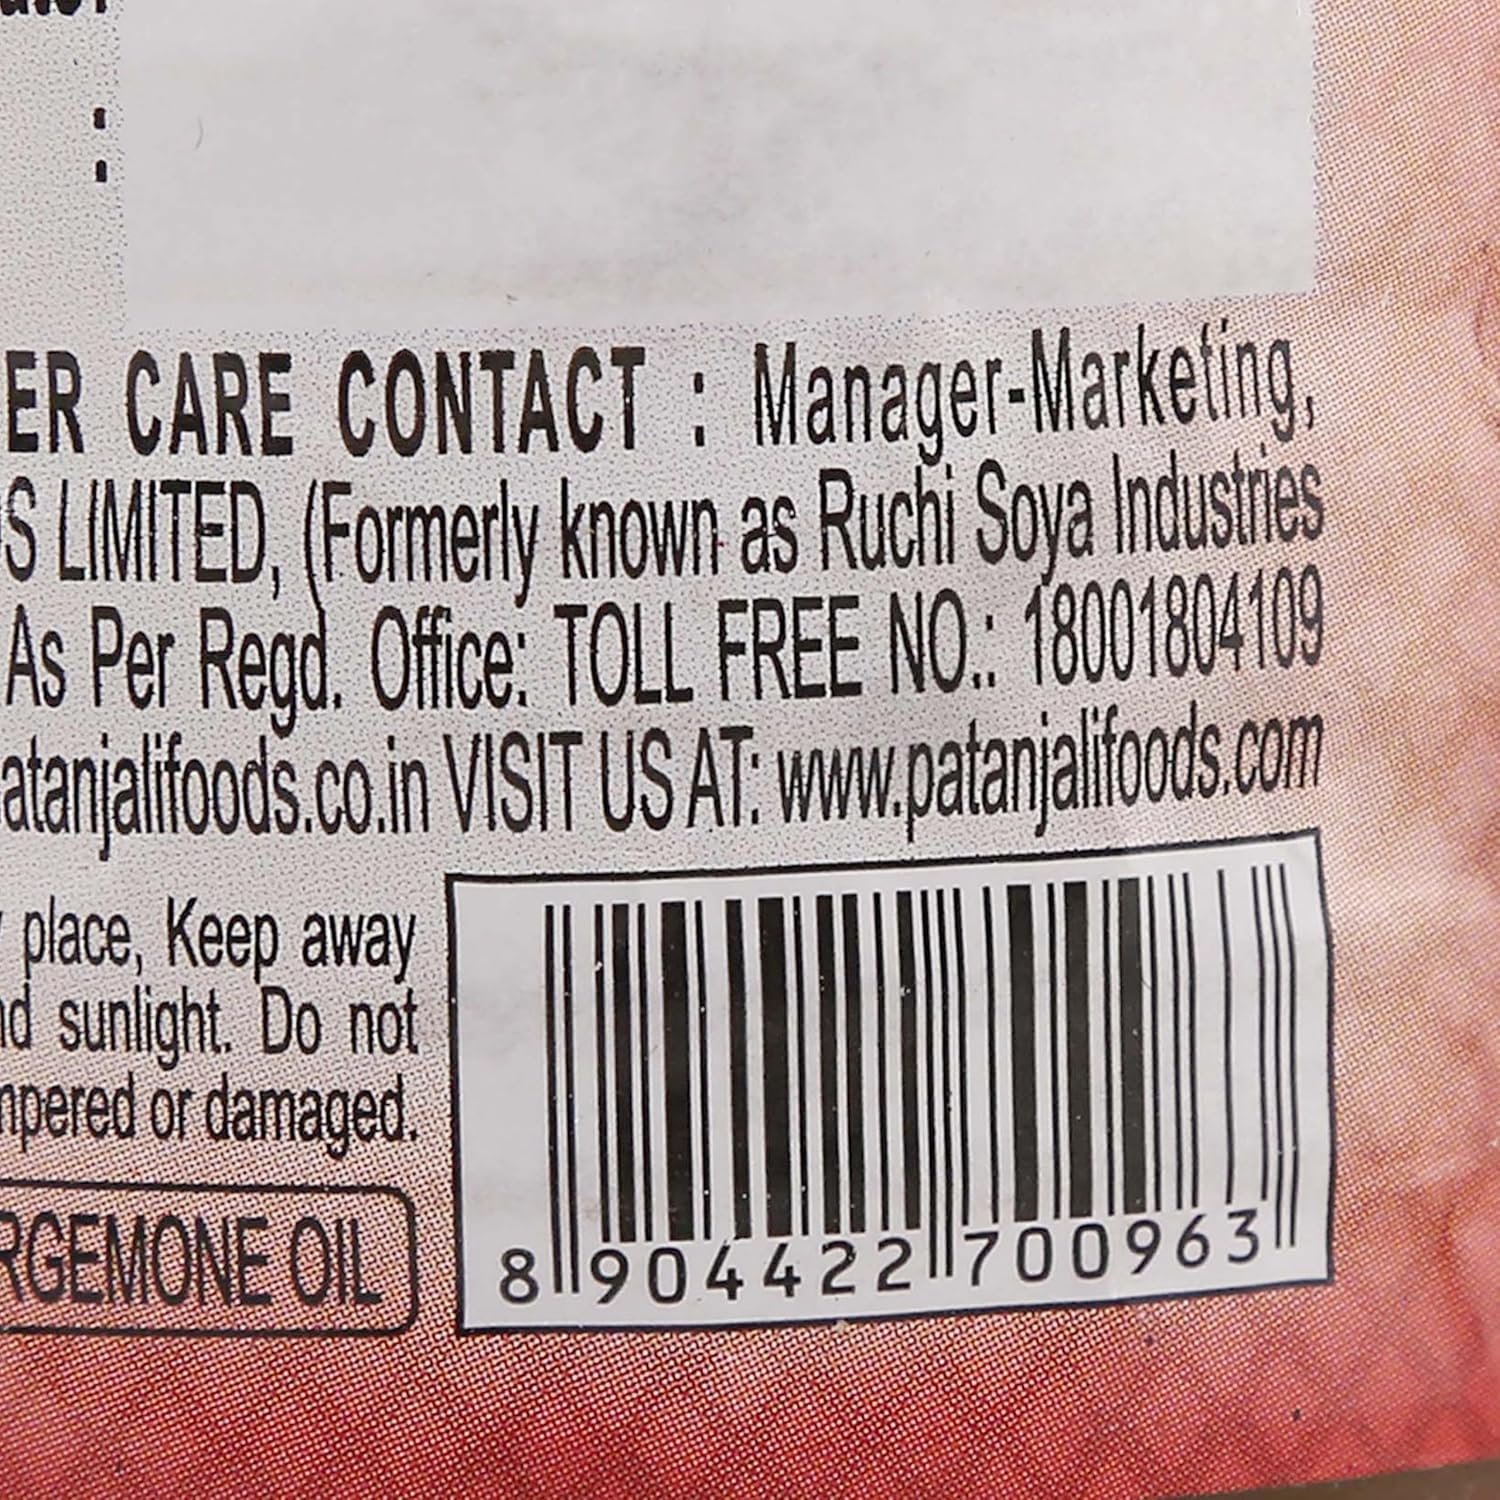 :
:
ER CARE CONTACT : Manager-Marketing,
S LIMITED, (Formerly known as Ruchi Soya Industries
As Per Regd. Office: TOLL FREE NO.: 18001804109
atanjalifoods.co.in VISIT US AT: www.patanjalifoods.com
place, Keep away
nd sunlight. Do not
mpered or damaged.
RGEMONE OIL
8 904422 700963